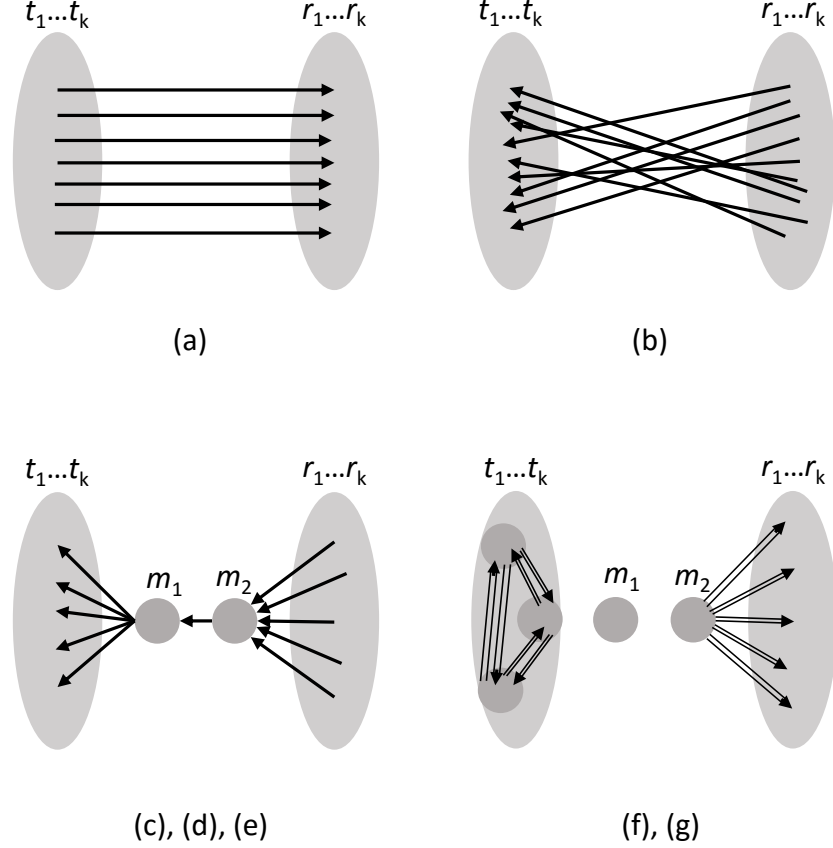 t₁...tₖ r₁...rₖ t₁...tₖ r₁...rₖ
(a) (b)
t₁...tₖ r₁...rₖ t₁...tₖ r₁...rₖ
m₁ m₂ m₁ m₂
(c), (d), (e) (f), (g)